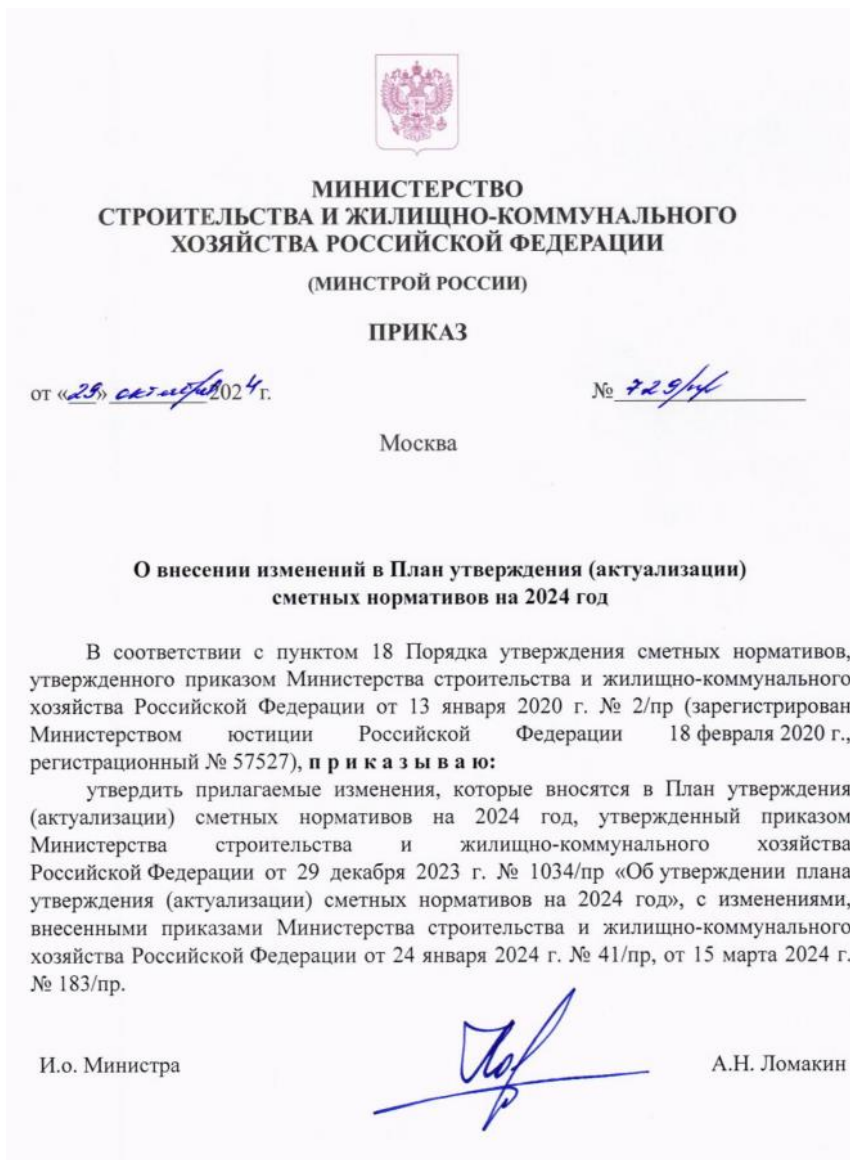 МИНИСТЕРСТВО
СТРОИТЕЛЬСТВА И ЖИЛИЩНО-КОММУНАЛЬНОГО
ХОЗЯЙСТВА РОССИЙСКОЙ ФЕДЕРАЦИИ
(МИНСТРОЙ РОССИИ)
ПРИКАЗ
от «29» октября 2024 г. № 729/пр
Москва
О внесении изменений в План утверждения (актуализации)
сметных нормативов на 2024 год
В соответствии с пунктом 18 Порядка утверждения сметных нормативов,
утвержденного приказом Министерства строительства и жилищно-коммунального
хозяйства Российской Федерации от 13 января 2020 г. № 2/пр (зарегистрирован
Министерством юстиции Российской Федерации 18 февраля 2020 г.,
регистрационный № 57527), п р и к а з ы в а ю:
утвердить прилагаемые изменения, которые вносятся в План утверждения
(актуализации) сметных нормативов на 2024 год, утвержденный приказом
Министерства строительства и жилищно-коммунального хозяйства
Российской Федерации от 29 декабря 2023 г. № 1034/пр «Об утверждении плана
утверждения (актуализации) сметных нормативов на 2024 год», с изменениями,
внесенными приказами Министерства строительства и жилищно-коммунального
хозяйства Российской Федерации от 24 января 2024 г. № 41/пр, от 15 марта 2024 г.
№ 183/пр.
И.о. Министра А.Н. Ломакин